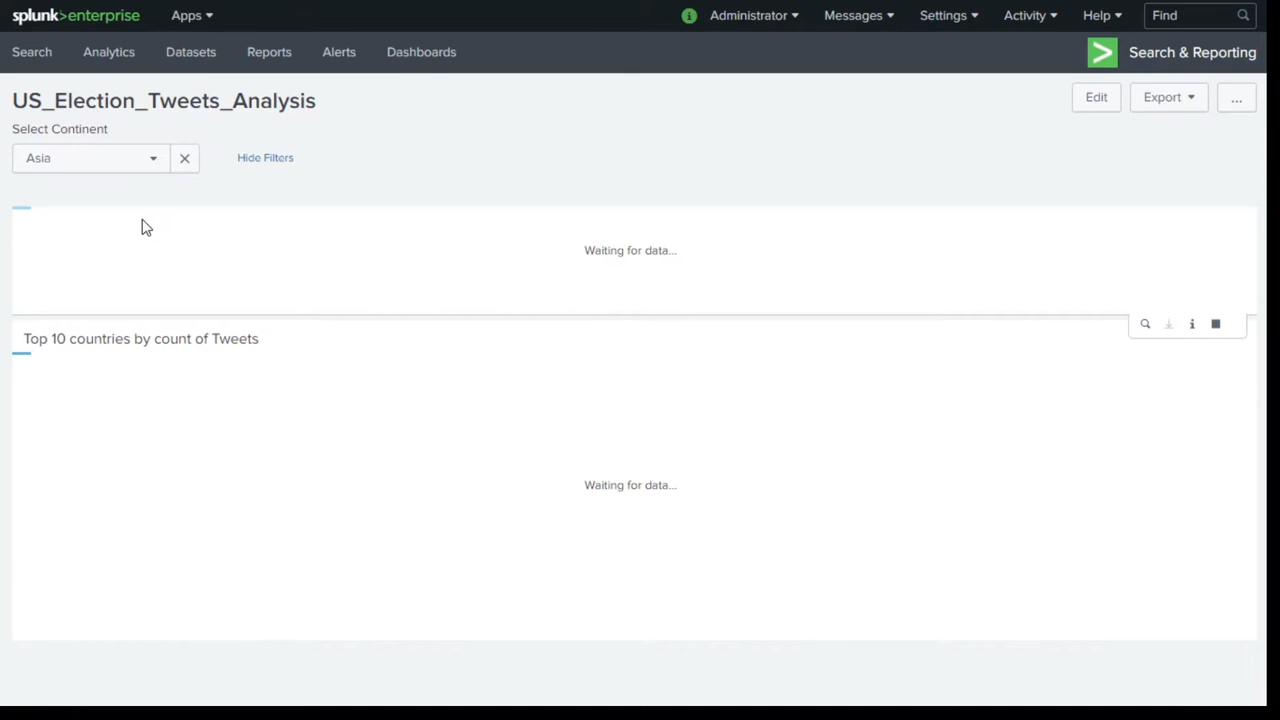 splunk>enterprise Apps Administrator Messages Settings Activity Help Find
Search Analytics Datasets Reports Alerts Dashboards Search & Reporting
US_Election_Tweets_Analysis
Edit Export ...
Select Continent
Asia Hide Filters
Waiting for data...
Top 10 countries by count of Tweets
Waiting for data...